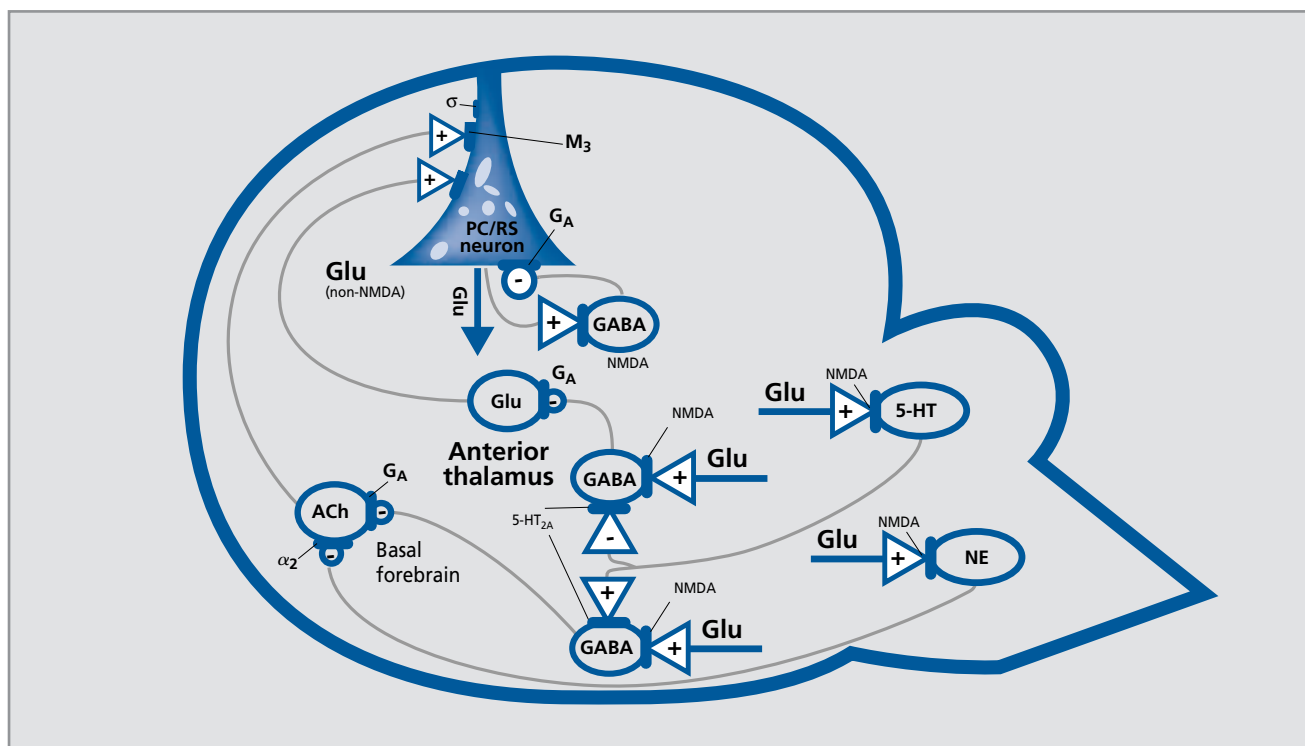 σ
+
M3
+
GA
PC/RS
neuron
-
Glu
(non-NMDA)
Glu
+
GABA
NMDA
GA
Glu
-
NMDA
Glu
+
5-HT
Anterior
thalamus
NMDA
GABA
+
Glu
GA
ACh
-
5-HT2A
-
α2
-
Basal
forebrain
NMDA
Glu
+
NE
+
NMDA
GABA
+
Glu